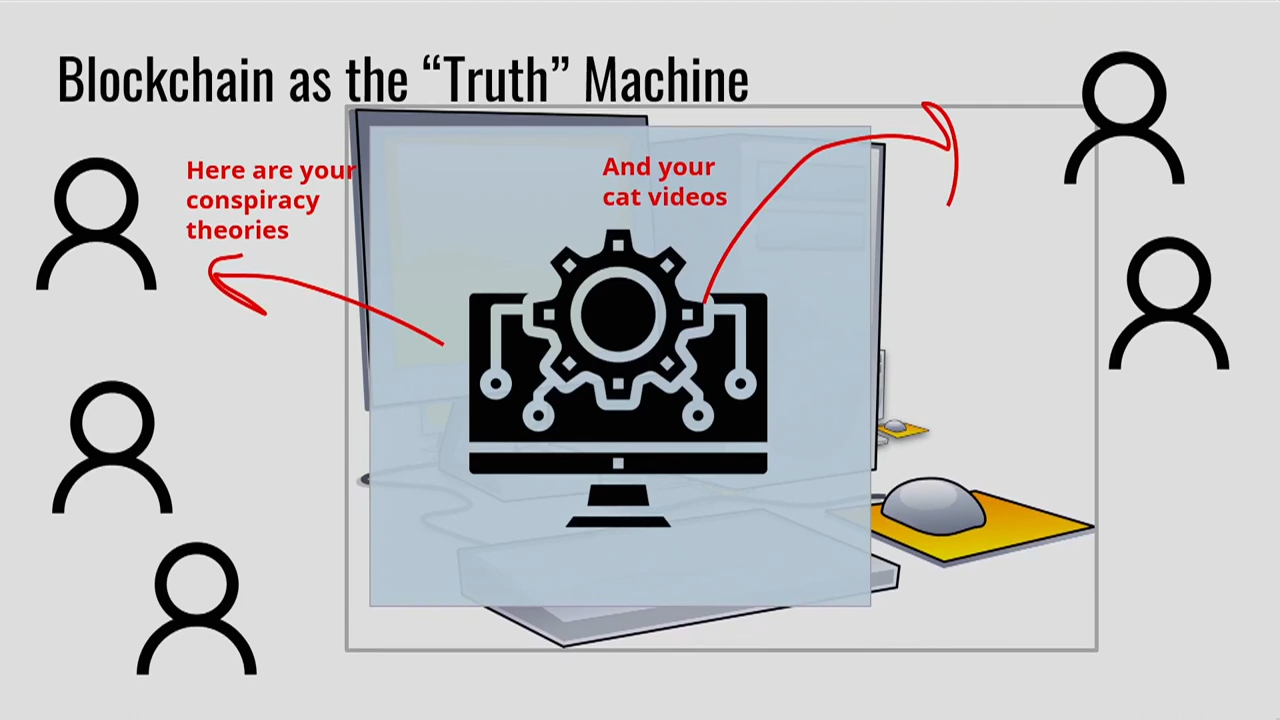 Blockchain as the “Truth” Machine
Here are your
conspiracy
theories
And your
cat videos